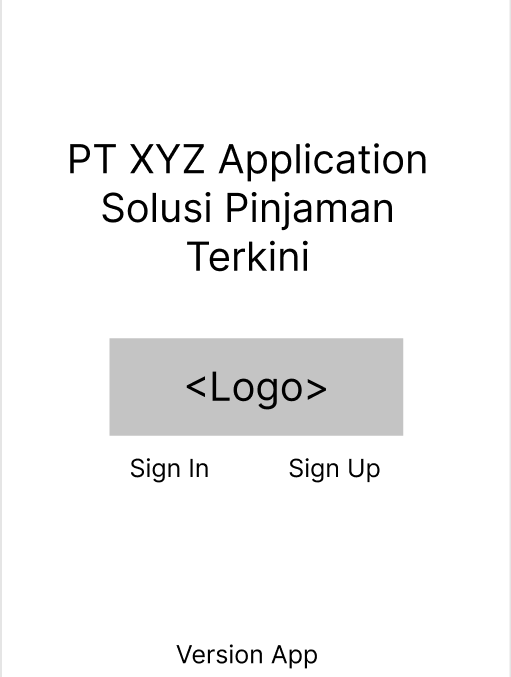 PT XYZ Application
Solusi Pinjaman
Terkini
<Logo>
Sign In Sign Up
Version App